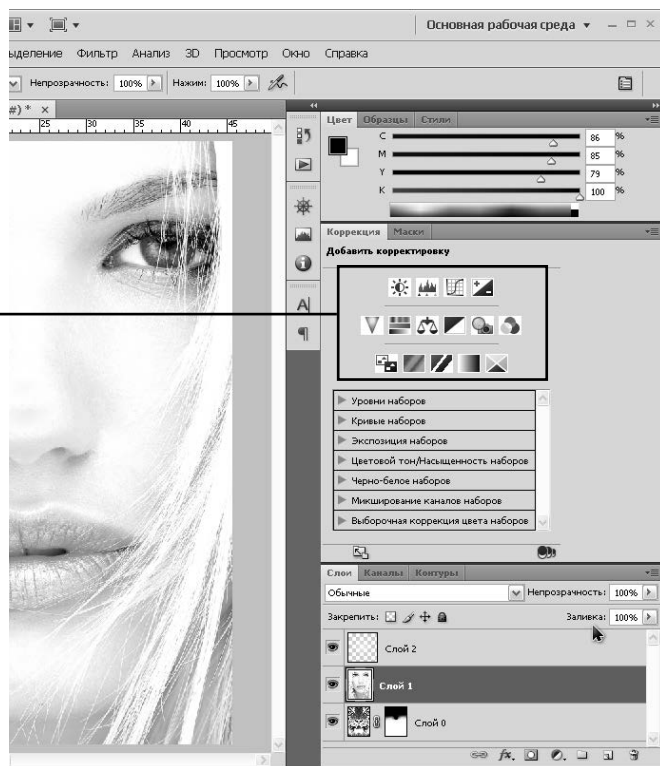 Основная рабочая среда
ыделение Фильтр Анализ 3D Просмотр Окно Справка
Непрозрачность: 100% Нажим: 100%
#) * x
25 30 35 40 45
Цвет Образцы Стили
C 86 %
M 85 %
Y 79 %
K 100 %
Коррекция Маски
Добавить корректировку
A
Уровни наборов
Кривые наборов
Экспозиция наборов
Цветовой тон/Насыщенность наборов
Черно-белое наборов
Микширование каналов наборов
Выборочная коррекция цвета наборов
Слои Каналы Контуры
Обычные Непрозрачность: 100%
Закрепить: Заливка: 100%
Слой 2
Слой 1
Слой 0
fx.